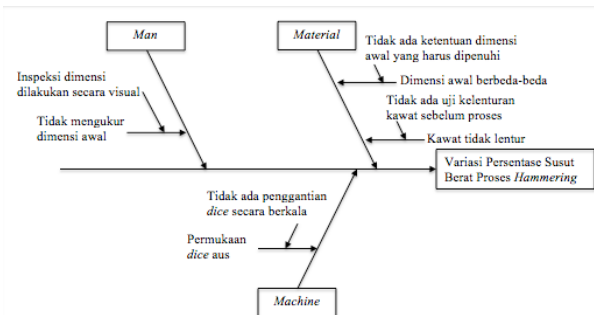 Man
Material
Tidak ada ketentuan dimensi
awal yang harus dipenuhi
Inspeksi dimensi
dilakukan secara visual
Dimensi awal berbeda-beda
Tidak ada uji kelenturan
kawat sebelum proses
Tidak mengukur
dimensi awal
Kawat tidak lentur
Variasi Persentase Susut
Berat Proses Hammering
Tidak ada penggantian
dice secara berkala
Permukaan
dice aus
Machine